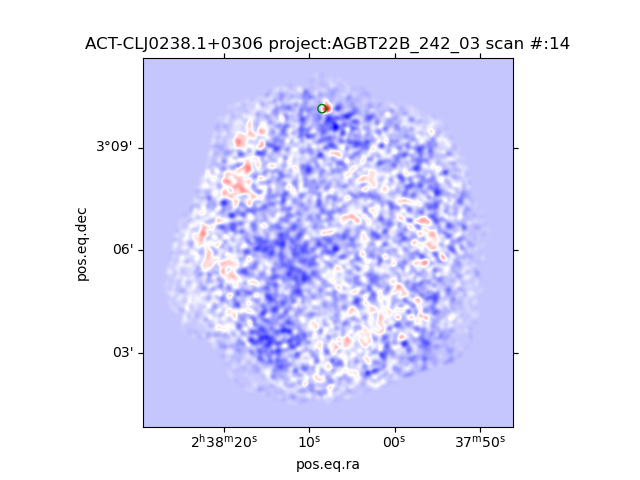 ACT-CLJ0238.1+0306 project:AGBT22B_242_03 scan #:14
3°09'
06'
03'
pos.eq.dec
2ʰ38ᵐ20ˢ 10ˢ 00ˢ 37ᵐ50ˢ
pos.eq.ra